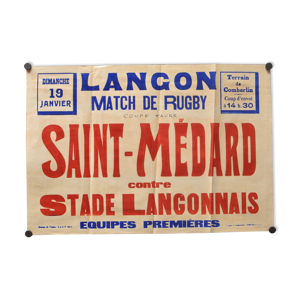 LANGON
DIMANCHE
19
JANVIER
MATCH DE RUGBY
Terrain
de
Comberlin
Coup d'envoi
à 14 h. 30
SAINT-MÉDARD
contre
STADE LANGONNAIS
EQUIPES PREMIÈRES